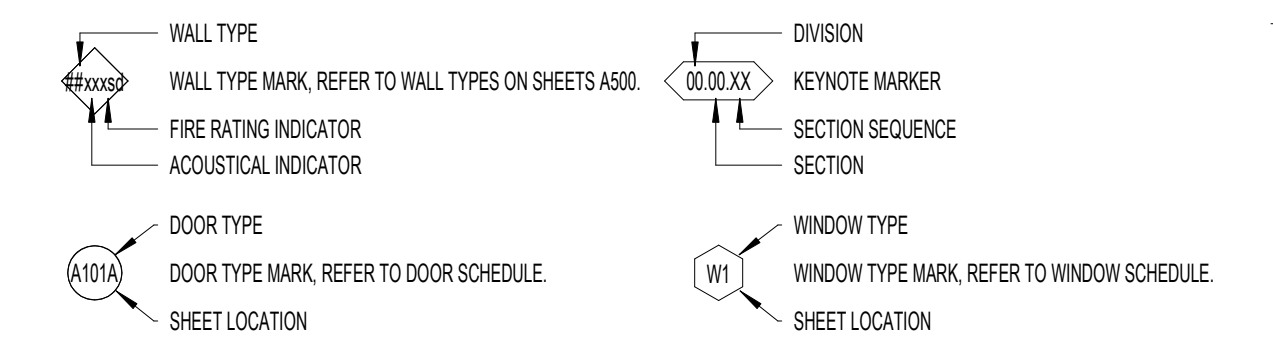 WALL TYPE
##xxxsd
WALL TYPE MARK, REFER TO WALL TYPES ON SHEETS A500.
FIRE RATING INDICATOR
ACOUSTICAL INDICATOR
DIVISION
00.00.XX
KEYNOTE MARKER
SECTION SEQUENCE
SECTION
DOOR TYPE
A101A
DOOR TYPE MARK, REFER TO DOOR SCHEDULE.
SHEET LOCATION
WINDOW TYPE
W1
WINDOW TYPE MARK, REFER TO WINDOW SCHEDULE.
SHEET LOCATION